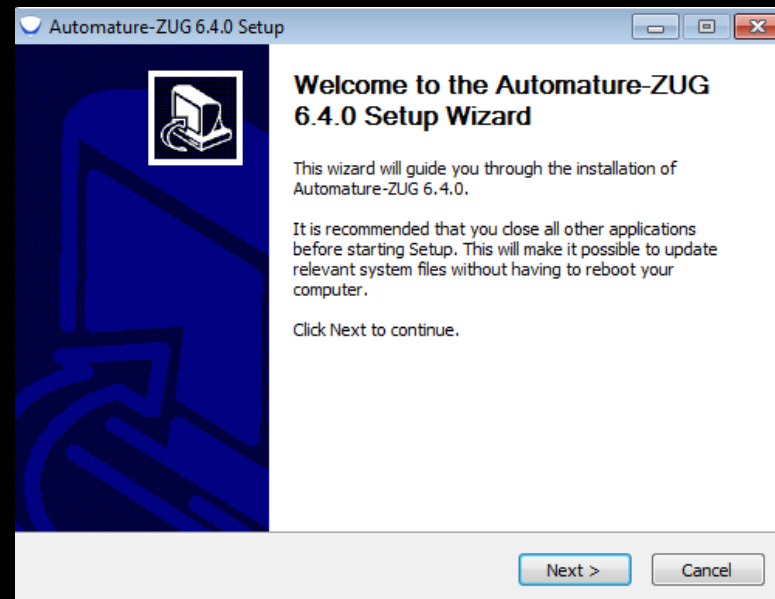 Automature-ZUG 6.4.0 Setup
Welcome to the Automature-ZUG
6.4.0 Setup Wizard
This wizard will guide you through the installation of
Automature-ZUG 6.4.0.
It is recommended that you close all other applications
before starting Setup. This will make it possible to update
relevant system files without having to reboot your
computer.
Click Next to continue.
Next >
Cancel